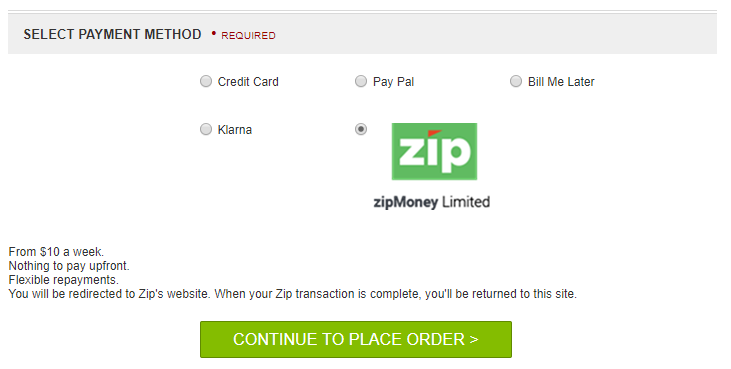 SELECT PAYMENT METHOD • REQUIRED
Credit Card
Pay Pal
Bill Me Later
Klarna
zip
zipMoney Limited
From $10 a week.
Nothing to pay upfront.
Flexible repayments.
You will be redirected to Zip's website. When your Zip transaction is complete, you'll be returned to this site.
CONTINUE TO PLACE ORDER >